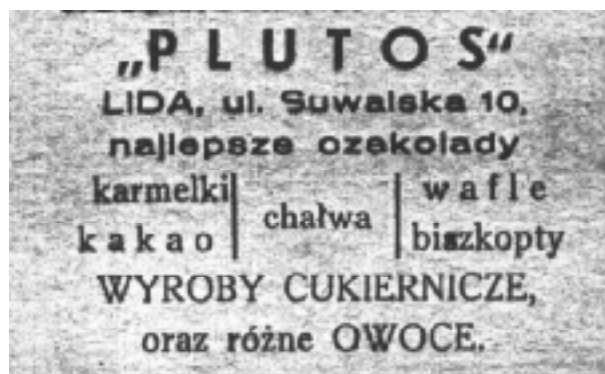 „PLUTOS“
LIDA, ul. Suwalska 10,
najlepsze czekolady
karmelki
kakao
chałwa
wafle
biszkopty
WYROBY CUKIERNICZE,
oraz różne OWOCE.